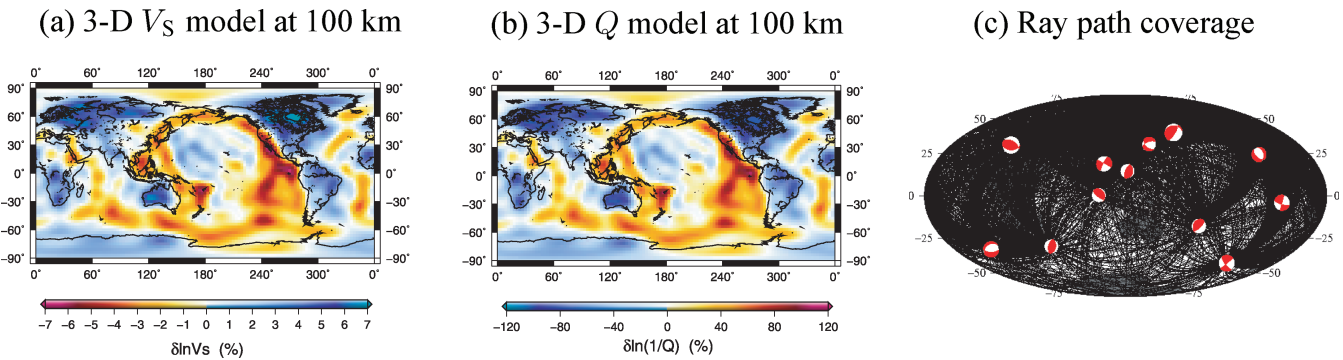 (a) 3-D VS model at 100 km
(b) 3-D Q model at 100 km
(c) Ray path coverage
0° 60° 120° 180° 240° 300° 0°
90° 90°
60° 60°
30° 30°
0° 0°
−30° −30°
−60° −60°
−90° −90°
0° 60° 120° 180° 240° 300° 0°
−7 −6 −5 −4 −3 −2 −1 0 1 2 3 4 5 6 7
δlnVs (%)
0° 60° 120° 180° 240° 300° 0°
90° 90°
60° 60°
30° 30°
0° 0°
−30° −30°
−60° −60°
−90° −90°
0° 60° 120° 180° 240° 300° 0°
−120 −80 −40 0 40 80 120
δln(1/Q) (%)
75 75
50 50
25 25
0 0
−25 −25
−50 −50
−75 −75